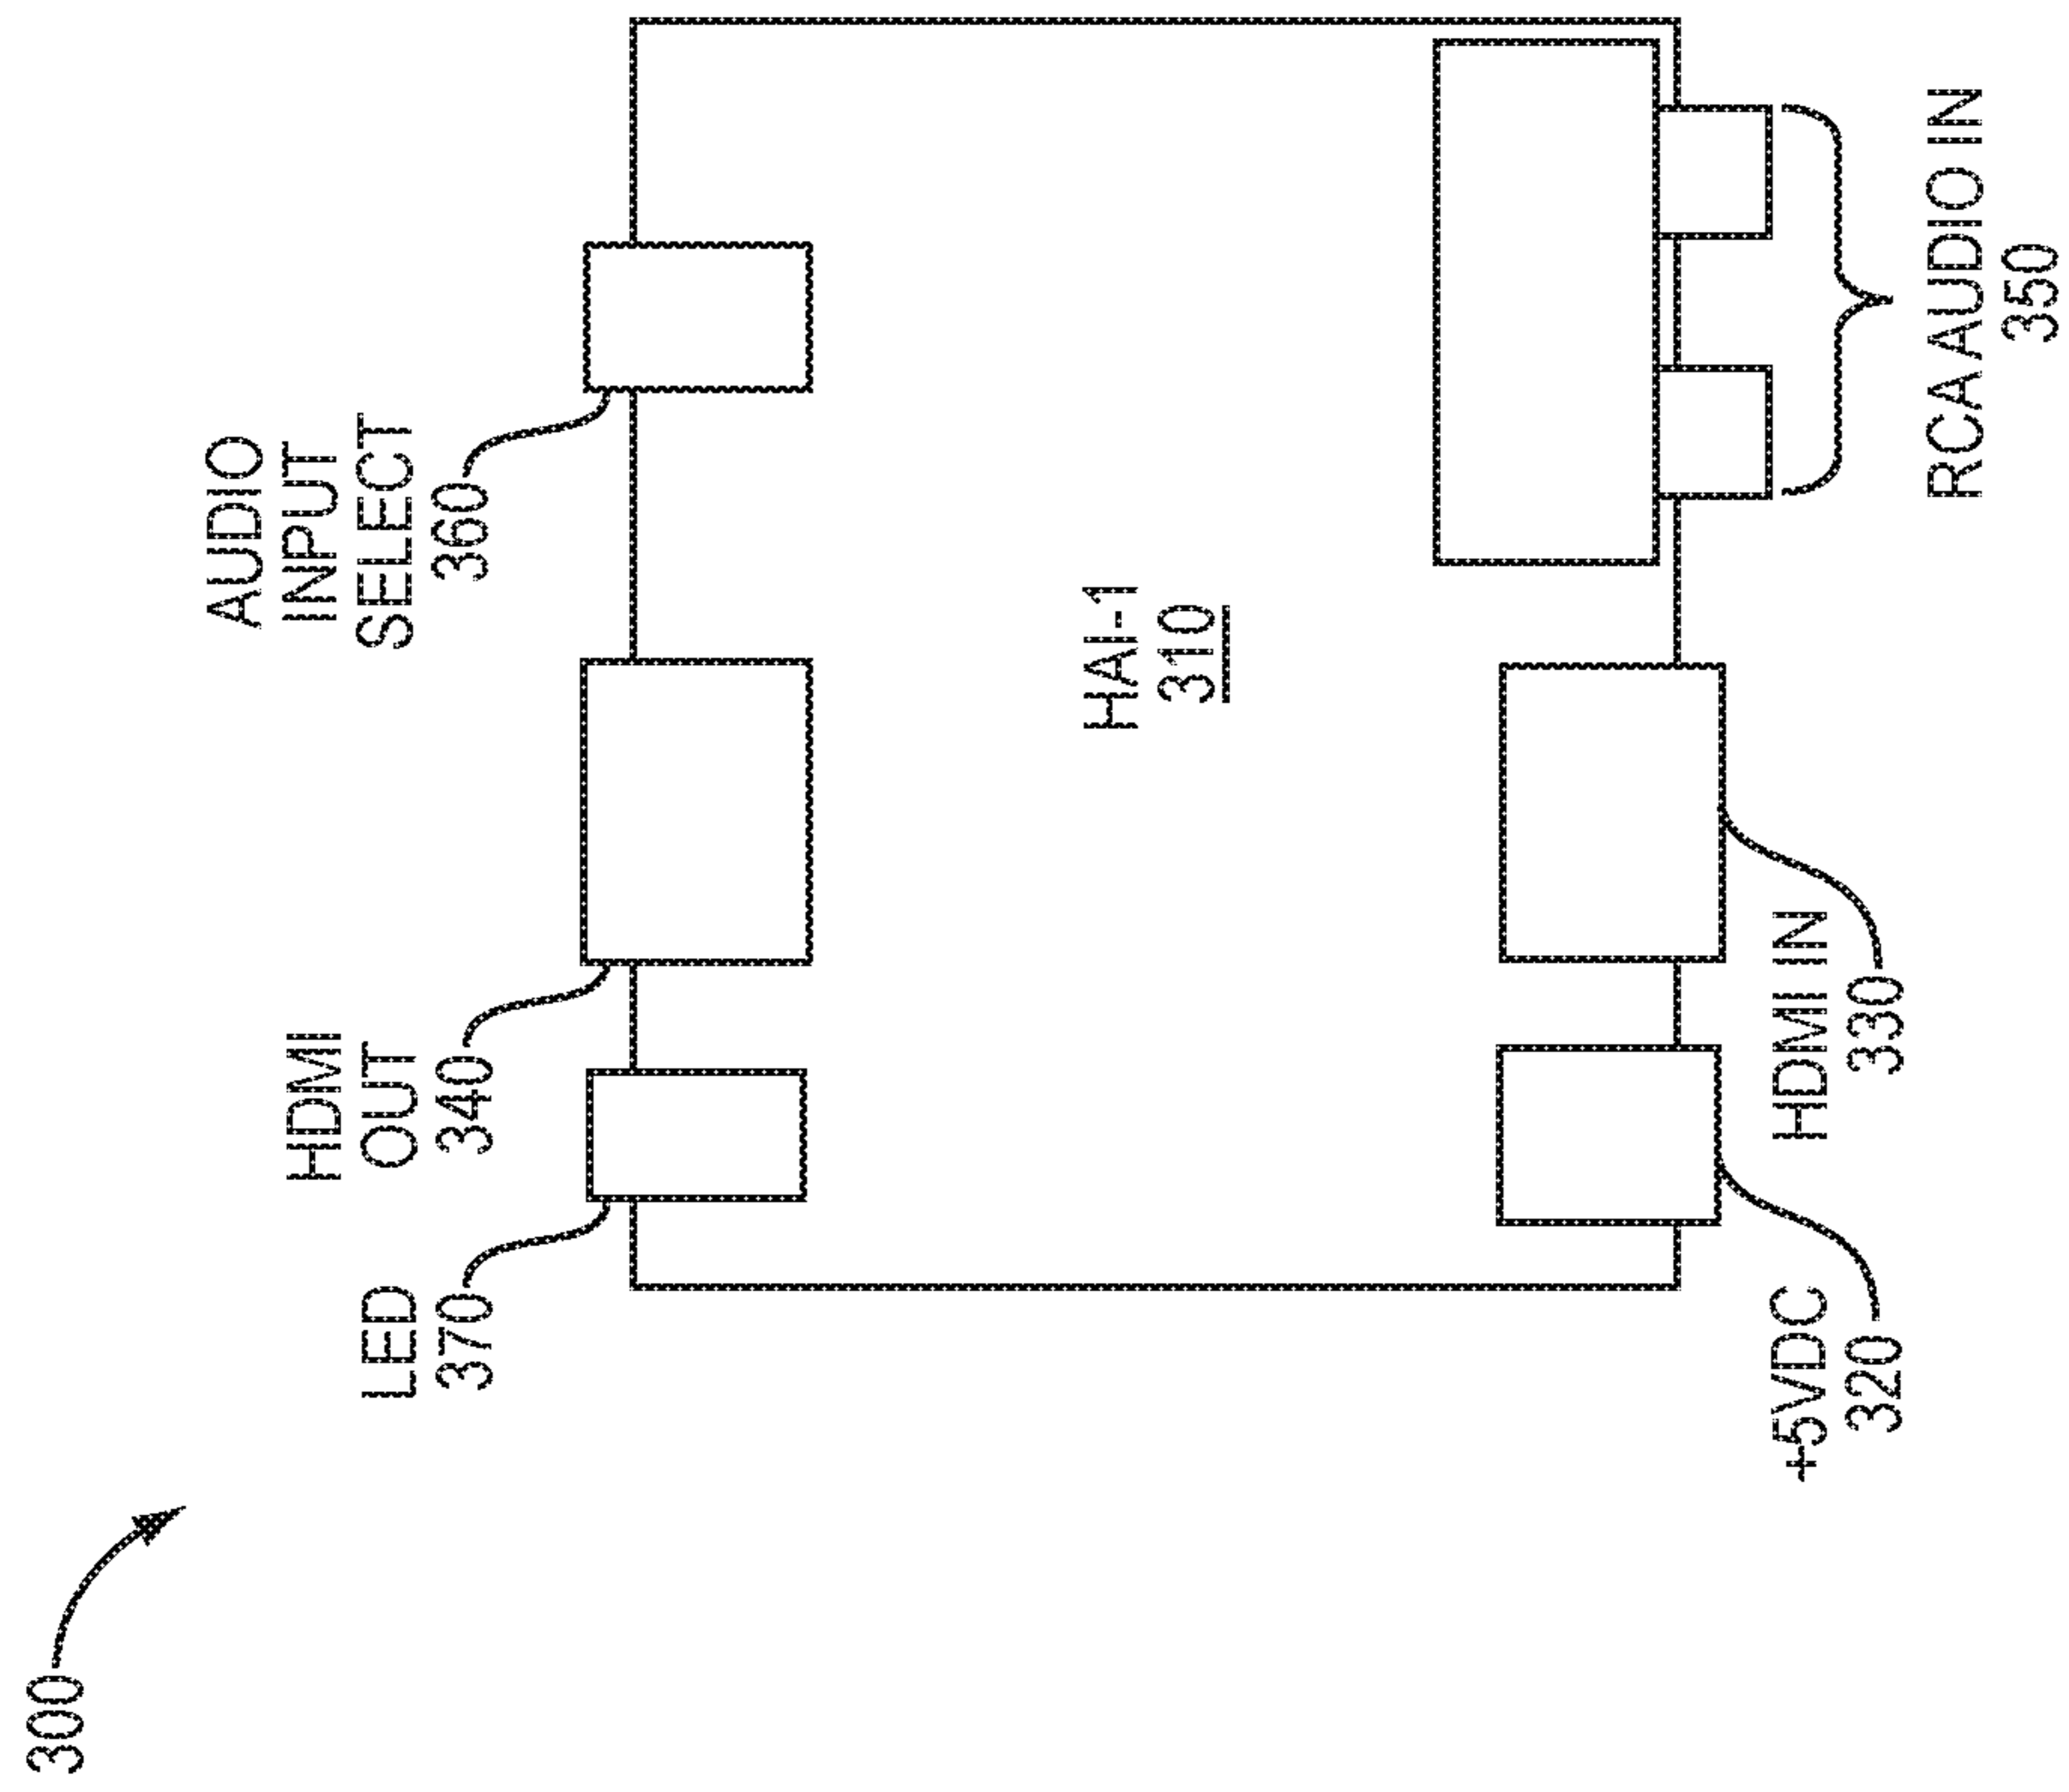 300
LED
370
HDMI
OUT
340
AUDIO
INPUT
SELECT
360
HAI-1
310
+5VDC
320
HDMI IN
330
RCA AUDIO IN
350